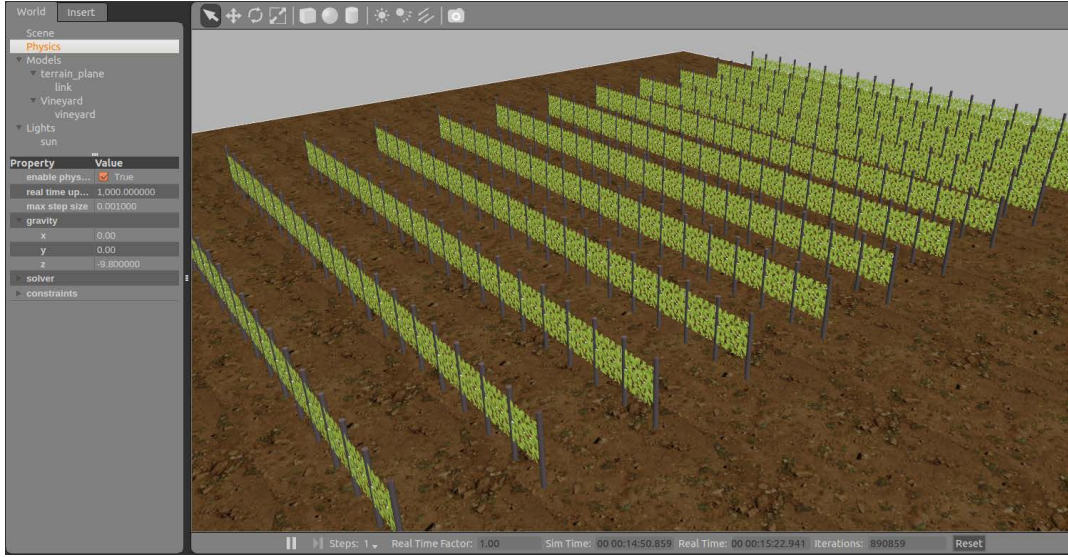 World Insert
Scene
Physics
Models
terrain_plane
link
Vineyard
vineyard
Lights
sun
Property Value
enable phys... True
real time up... 1,000.000000
max step size 0.001000
gravity
x 0.00
y 0.00
z -9.800000
solver
constraints
Steps: 1 Real Time Factor: 1.00 Sim Time: 00 00:14:50.859 Real Time: 00 00:15:22.941 Iterations: 890859 Reset